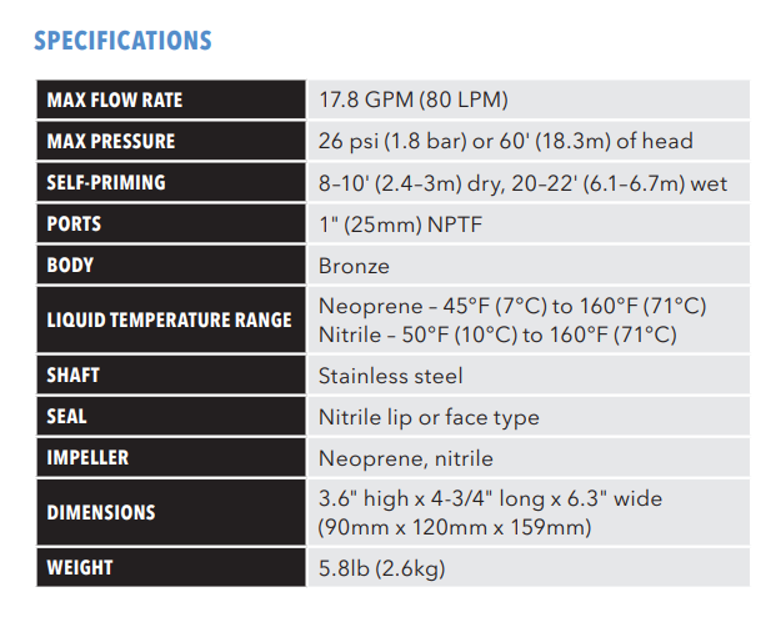 SPECIFICATIONS
MAX FLOW RATE 17.8 GPM (80 LPM)
MAX PRESSURE 26 psi (1.8 bar) or 60' (18.3m) of head
SELF-PRIMING 8–10' (2.4–3m) dry, 20–22' (6.1–6.7m) wet
PORTS 1" (25mm) NPTF
BODY Bronze
LIQUID TEMPERATURE RANGE Neoprene – 45°F (7°C) to 160°F (71°C)
Nitrile – 50°F (10°C) to 160°F (71°C)
SHAFT Stainless steel
SEAL Nitrile lip or face type
IMPELLER Neoprene, nitrile
DIMENSIONS 3.6" high x 4-3/4" long x 6.3" wide
(90mm x 120mm x 159mm)
WEIGHT 5.8lb (2.6kg)